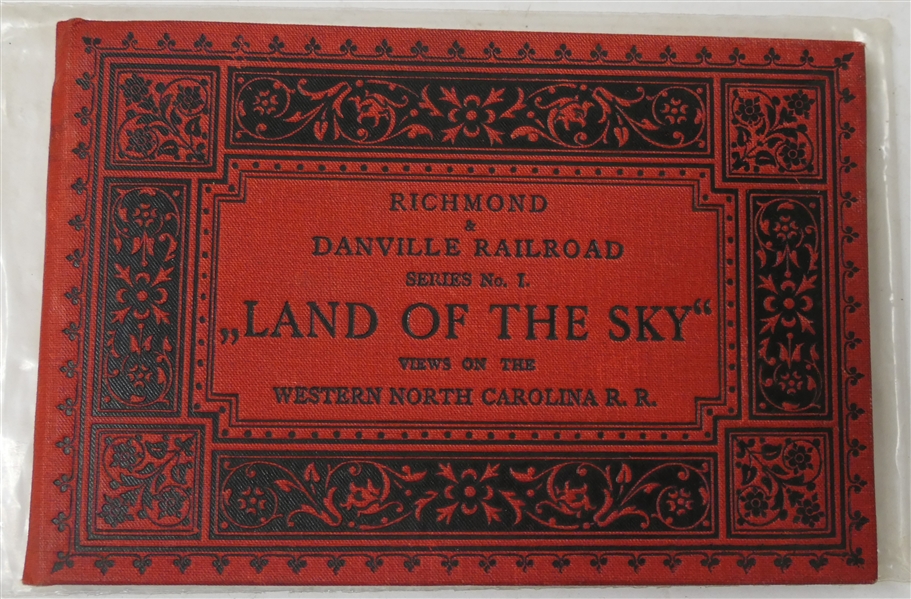 RICHMOND
&
DANVILLE RAILROAD
SERIES No. I.
„LAND OF THE SKY“
VIEWS ON THE
WESTERN NORTH CAROLINA R. R.